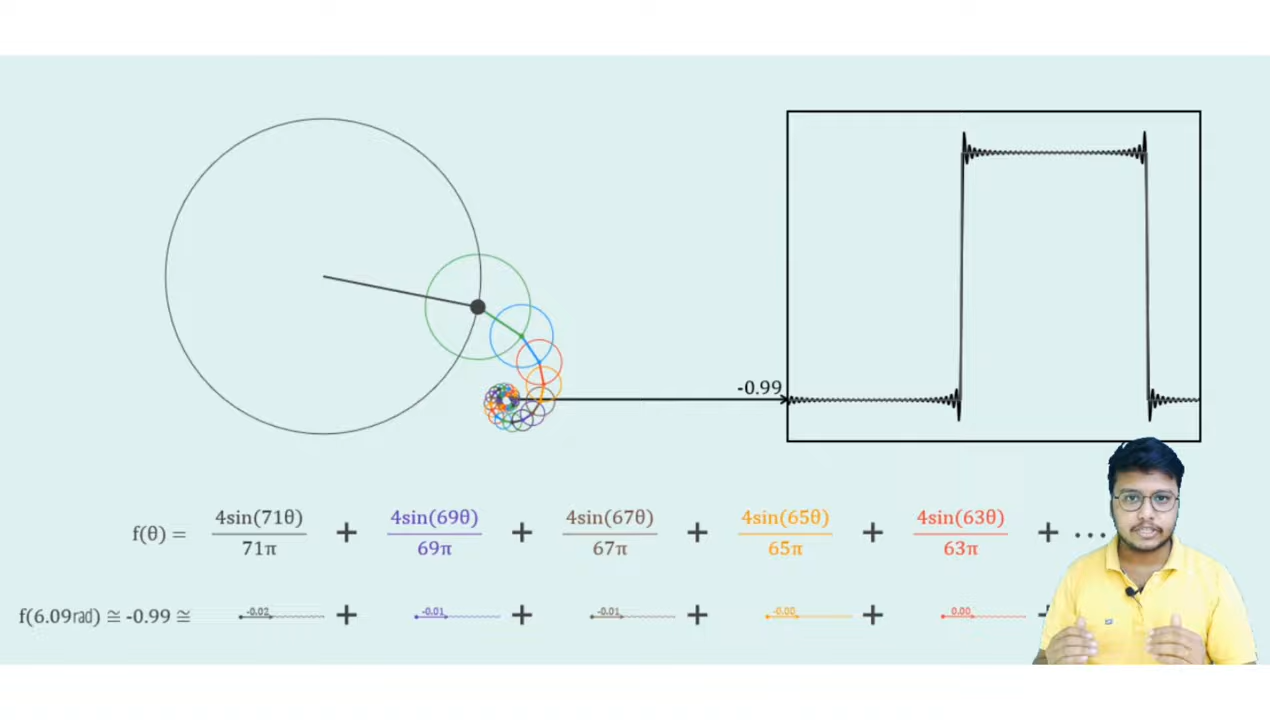 -0.99
f(θ) = 4sin(71θ)/71π + 4sin(69θ)/69π + 4sin(67θ)/67π + 4sin(65θ)/65π + 4sin(63θ)/63π + ....
f(6.09rad) ≅ -0.99 ≅ -0.02 + -0.01 + -0.01 + -0.00 + 0.00 +